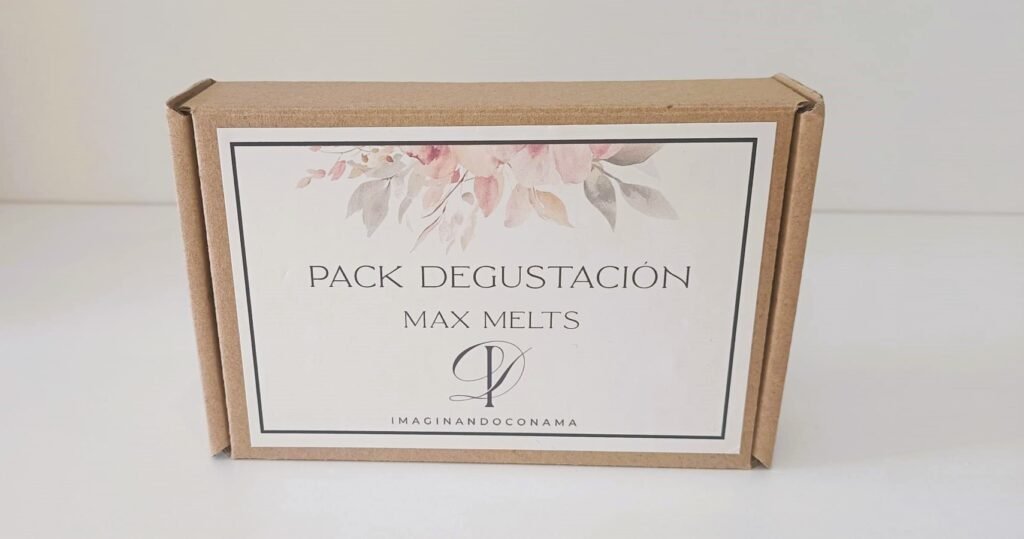 PACK DEGUSTACIÓN
MAX MELTS
IMAGINANDOCONAMA